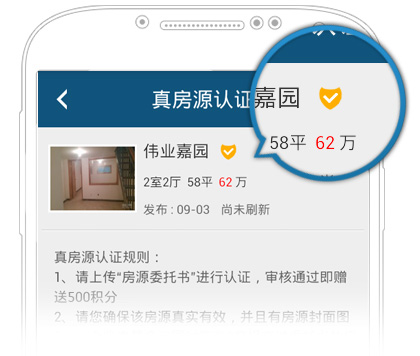 真房源认证
嘉园
58平 62 万
伟业嘉园
2室2厅 58平 62 万
发布：09-03 尚未刷新
真房源认证规则：
1、请上传“房源委托书”进行认证，审核通过即赠
送500积分
2、请您确保该房源真实有效，并且有房源封面图